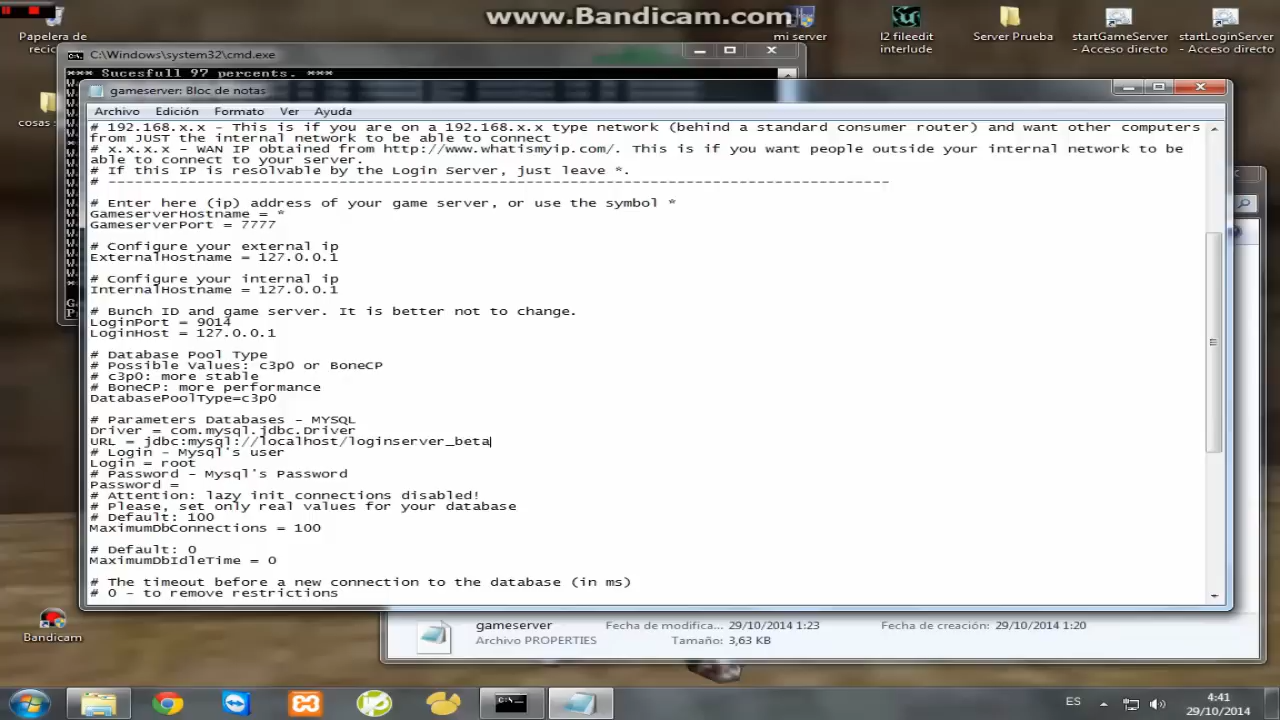 www.Bandicam.com
Papelera de
reci
mi server
l2 fileedit
interlude
Server Prueba
startGameServer
- Acceso directo
startLoginServer
- Acceso directo
C:\Windows\system32\cmd.exe
*** Sucesfull 97 percents. ***
gameserver: Bloc de notas
Archivo Edición Formato Ver Ayuda
# 192.168.x.x - This is if you are on a 192.168.x.x type network (behind a standard consumer router) and want other computers
from JUST the internal network to be able to connect
# x.x.x.x - WAN IP obtained from http://www.whatismyip.com/. This is if you want people outside your internal network to be
able to connect to your server.
# If this IP is resolvable by the Login Server, just leave *.
# ----------------------------------------------------------------------------------------
# Enter here (ip) address of your game server, or use the symbol *
GameserverHostname = *
GameserverPort = 7777
# Configure your external ip
ExternalHostname = 127.0.0.1
# Configure your internal ip
InternalHostname = 127.0.0.1
# Bunch ID and game server. It is better not to change.
LoginPort = 9014
LoginHost = 127.0.0.1
# Database Pool Type
# Possible Values: c3p0 or BoneCP
# c3p0: more stable
# BoneCP: more performance
DatabasePoolType=c3p0
# Parameters Databases - MYSQL
Driver = com.mysql.jdbc.Driver
URL = jdbc:mysql://localhost/loginserver_beta
# Login - Mysql's user
Login = root
# Password - Mysql's Password
Password =
# Attention: lazy init connections disabled!
# Please, set only real values for your database
# Default: 100
MaximumDbConnections = 100
# Default: 0
MaximumDbIdleTime = 0
# The timeout before a new connection to the database (in ms)
# 0 - to remove restrictions
cosas
Bandicam
gameserver
Archivo PROPERTIES
Fecha de modifica... 29/10/2014 1:23
Tamaño: 3,63 KB
Fecha de creación: 29/10/2014 1:20
ES
4:41
29/10/2014